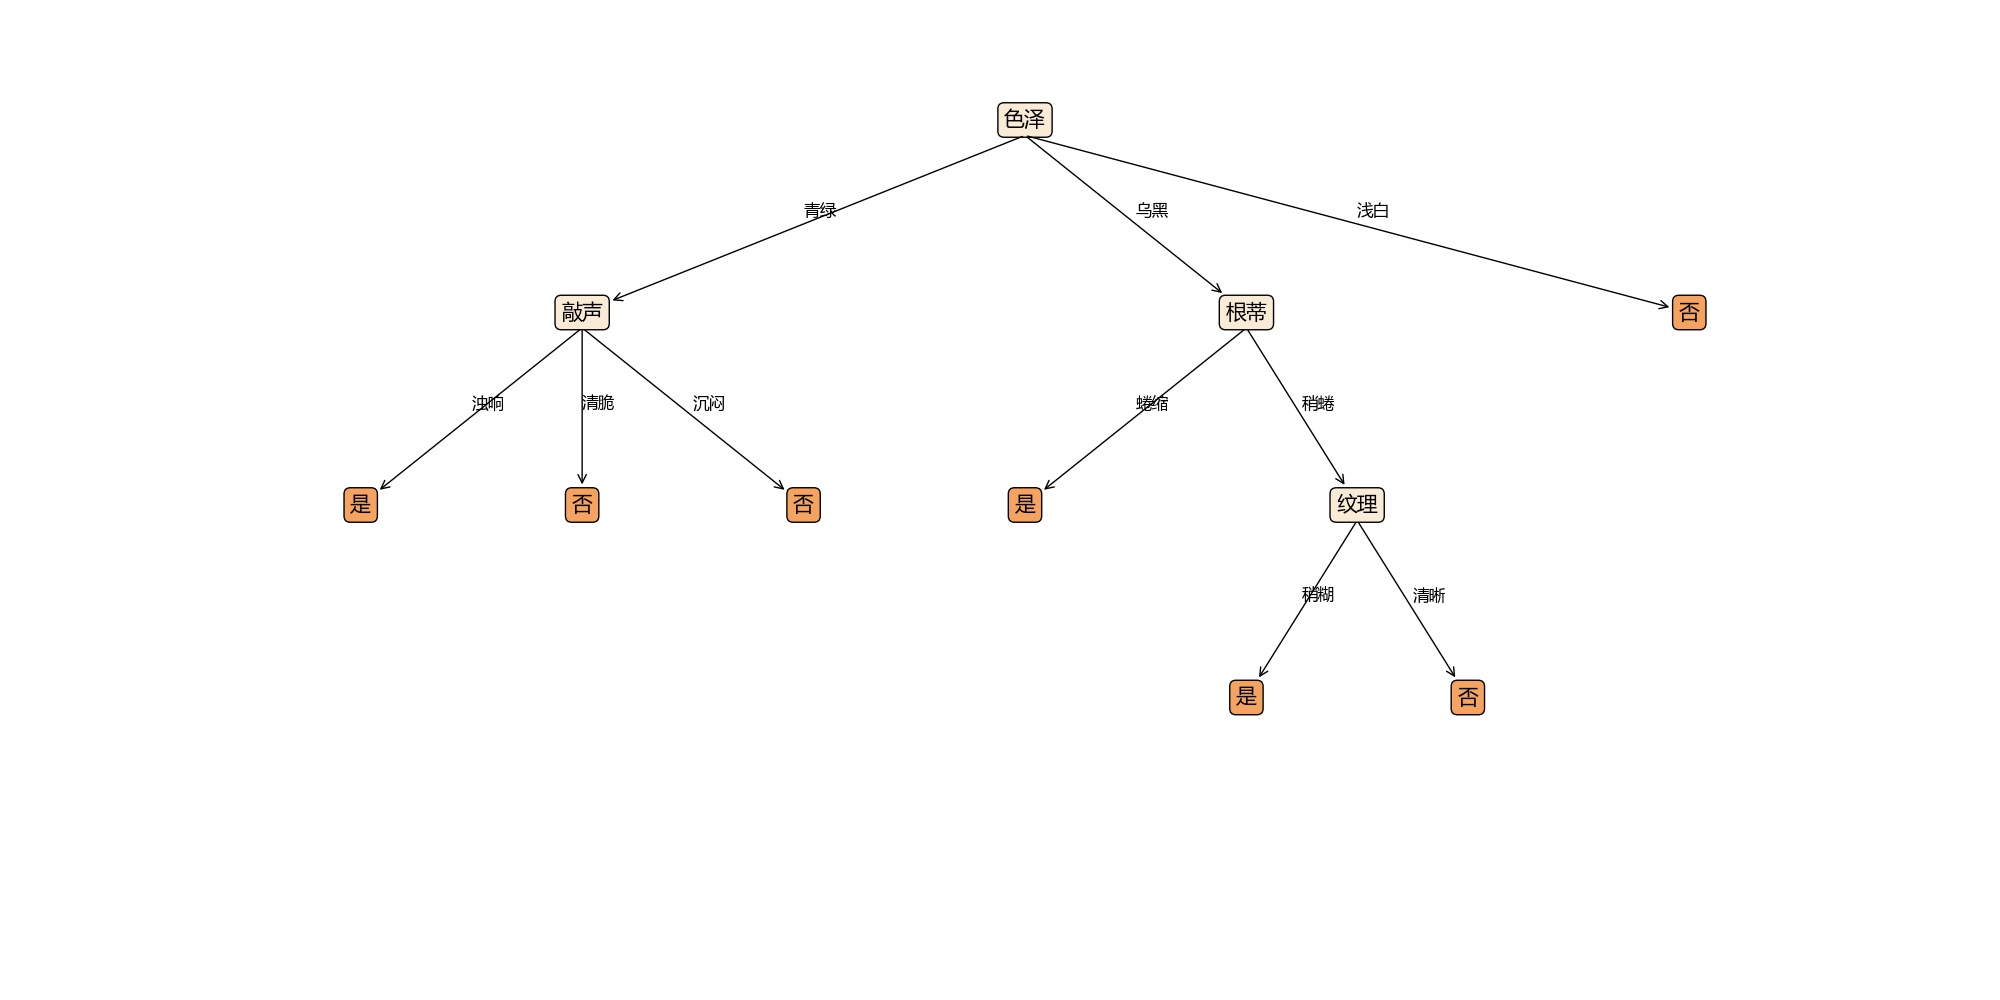 色泽
青绿
乌黑
浅白
敲声
根蒂
否
浊响
清脆
沉闷
蜷缩
稍蜷
是
否
否
是
纹理
稍糊
清晰
是
否